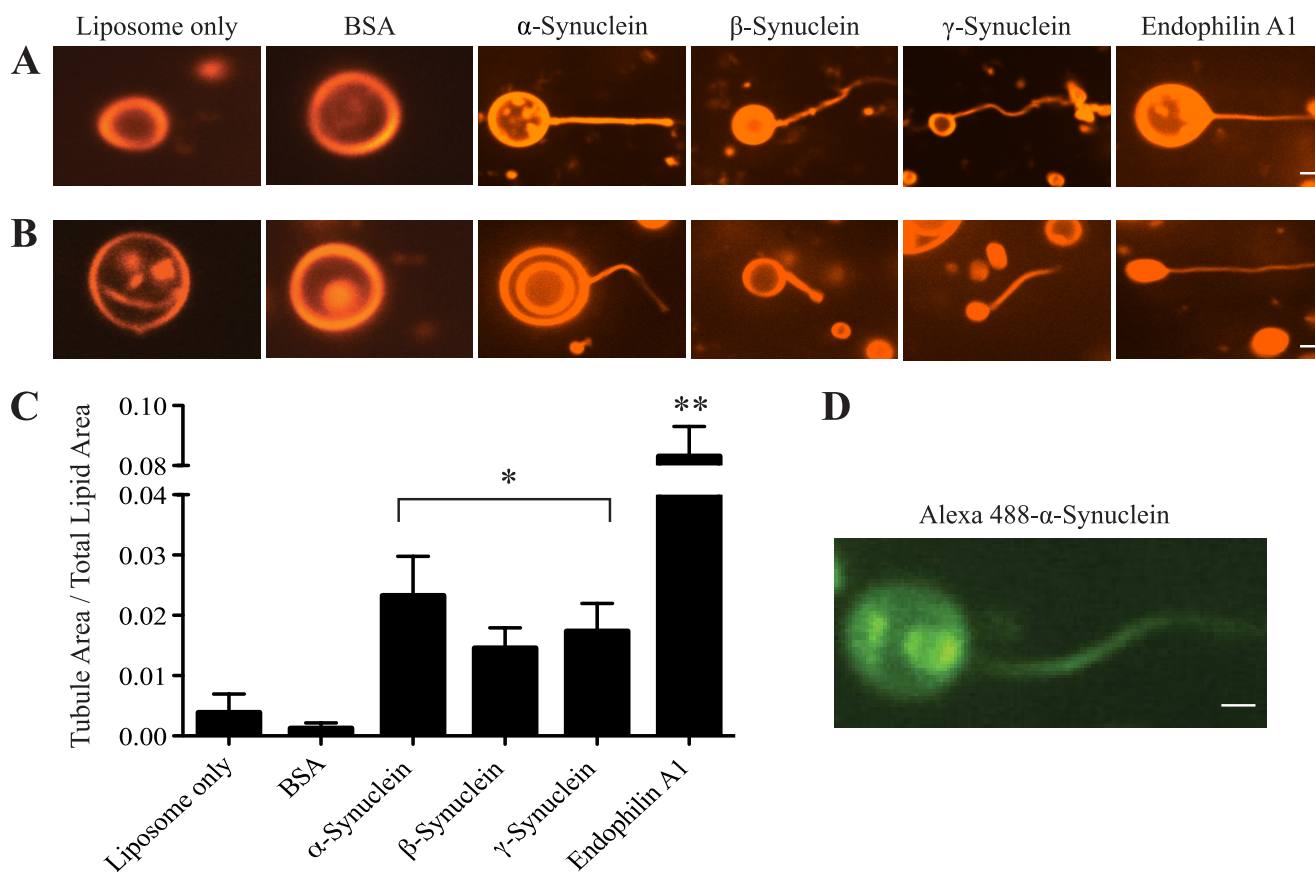 Liposome only BSA α-Synuclein β-Synuclein γ-Synuclein Endophilin A1
A
B
C
D
Tubule Area / Total Lipid Area
0.10
0.08
0.04
0.03
0.02
0.01
0.00
*
**
Liposome only
BSA
α-Synuclein
β-Synuclein
γ-Synuclein
Endophilin A1
Alexa 488-α-Synuclein